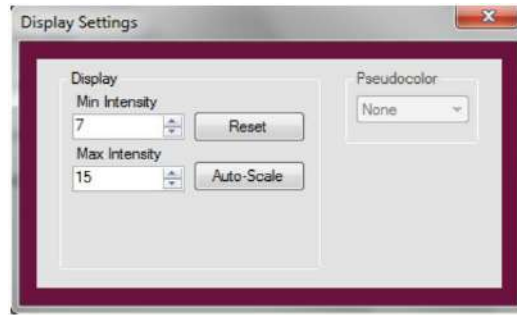 Display Settings
Display
Min Intensity
7
Reset
Max Intensity
15
Auto-Scale
Pseudocolor
None